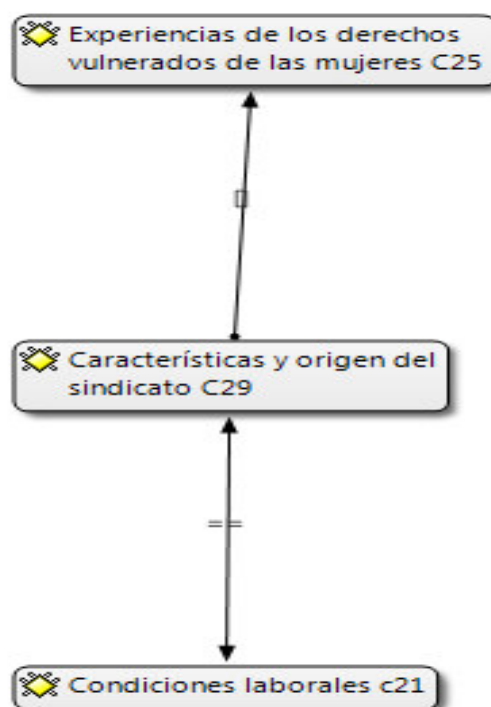 Experiencias de los derechos
vulnerados de las mujeres C25
Características y origen del
sindicato C29
==
Condiciones laborales c21